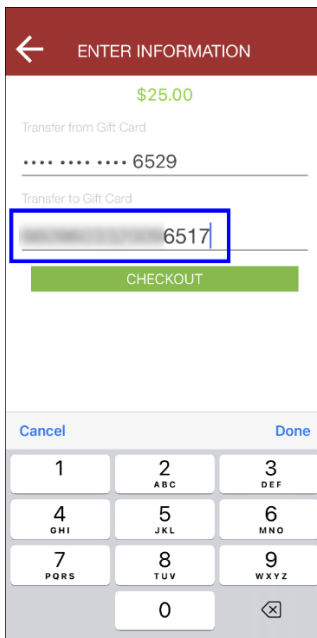 ENTER INFORMATION
$25.00
Transfer from Gift Card
•••• •••• •••• 6529
Transfer to Gift Card
6517
CHECKOUT
Cancel Done
1 2 3
ABC DEF
4 5 6
GHI JKL MNO
7 8 9
PQRS TUV WXYZ
0